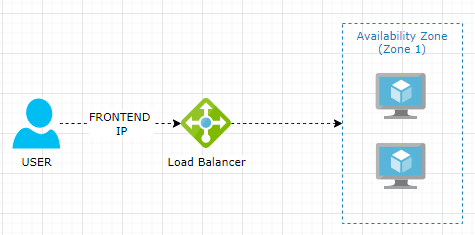 Availability Zone
(Zone 1)
FRONTEND
IP
USER
Load Balancer